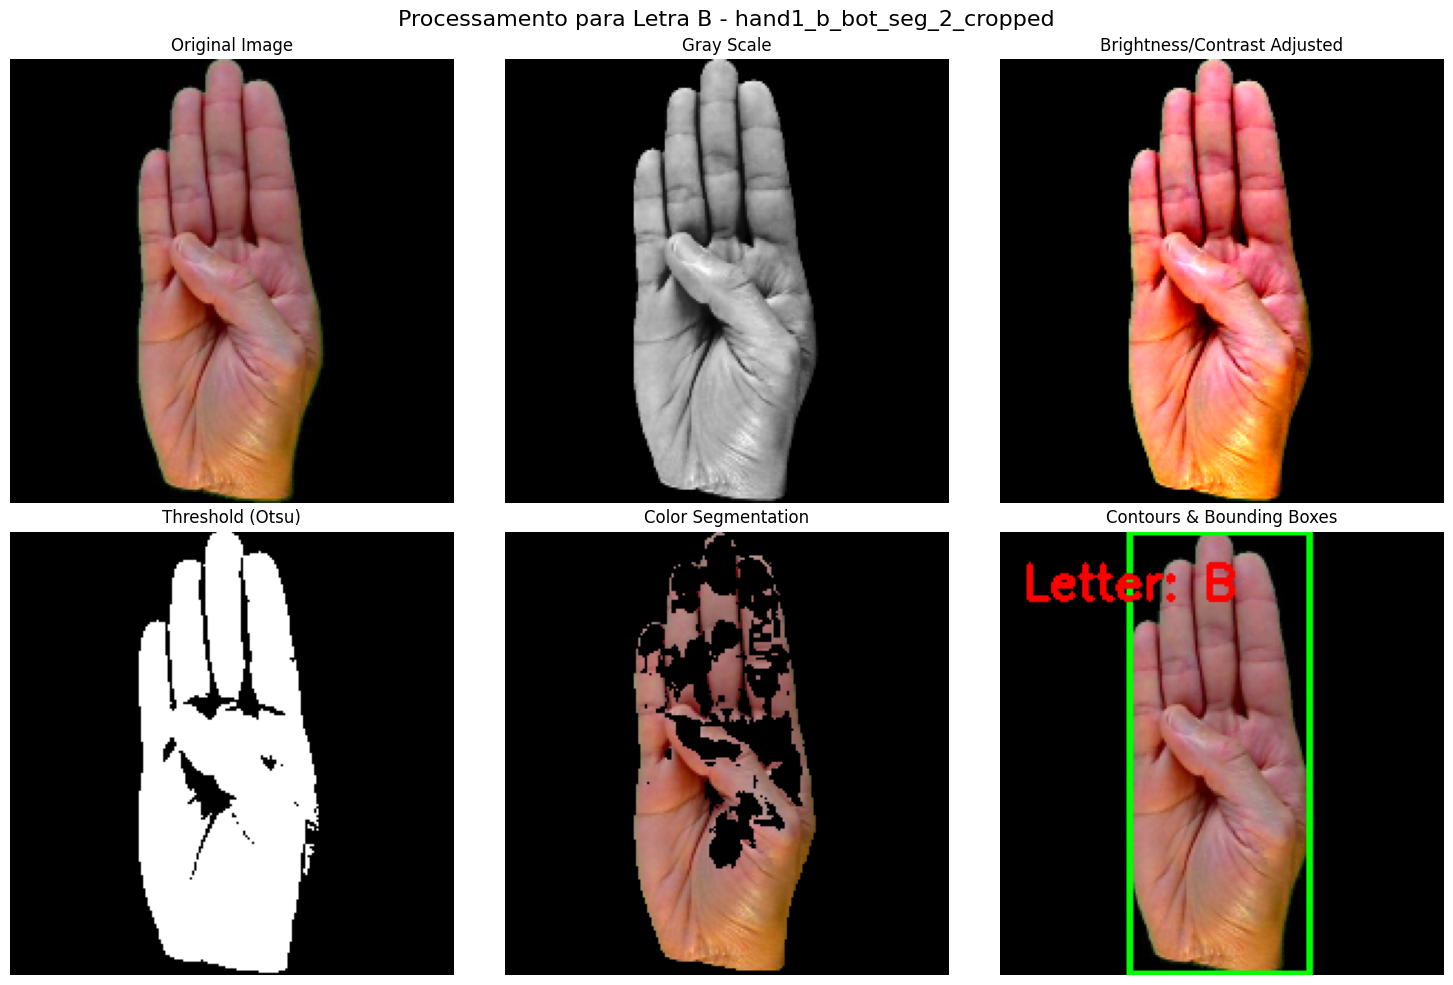 Processamento para Letra B - hand1_b_bot_seg_2_cropped
Original Image
Gray Scale
Brightness/Contrast Adjusted
Threshold (Otsu)
Color Segmentation
Contours & Bounding Boxes
Letter: B